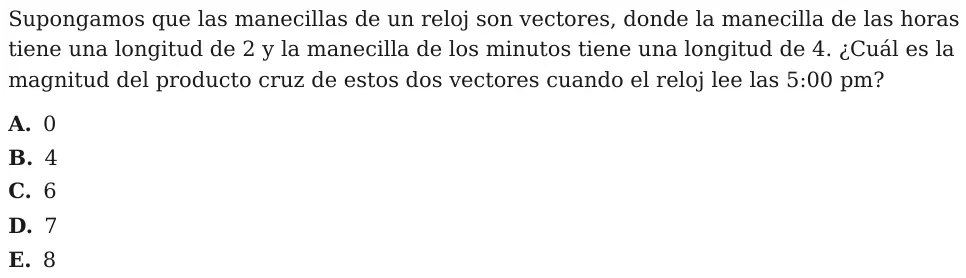 Supongamos que las manecillas de un reloj son vectores, donde la manecilla de las horas
tiene una longitud de 2 y la manecilla de los minutos tiene una longitud de 4. ¿Cuál es la
magnitud del producto cruz de estos dos vectores cuando el reloj lee las 5:00 pm?
A. 0
B. 4
C. 6
D. 7
E. 8